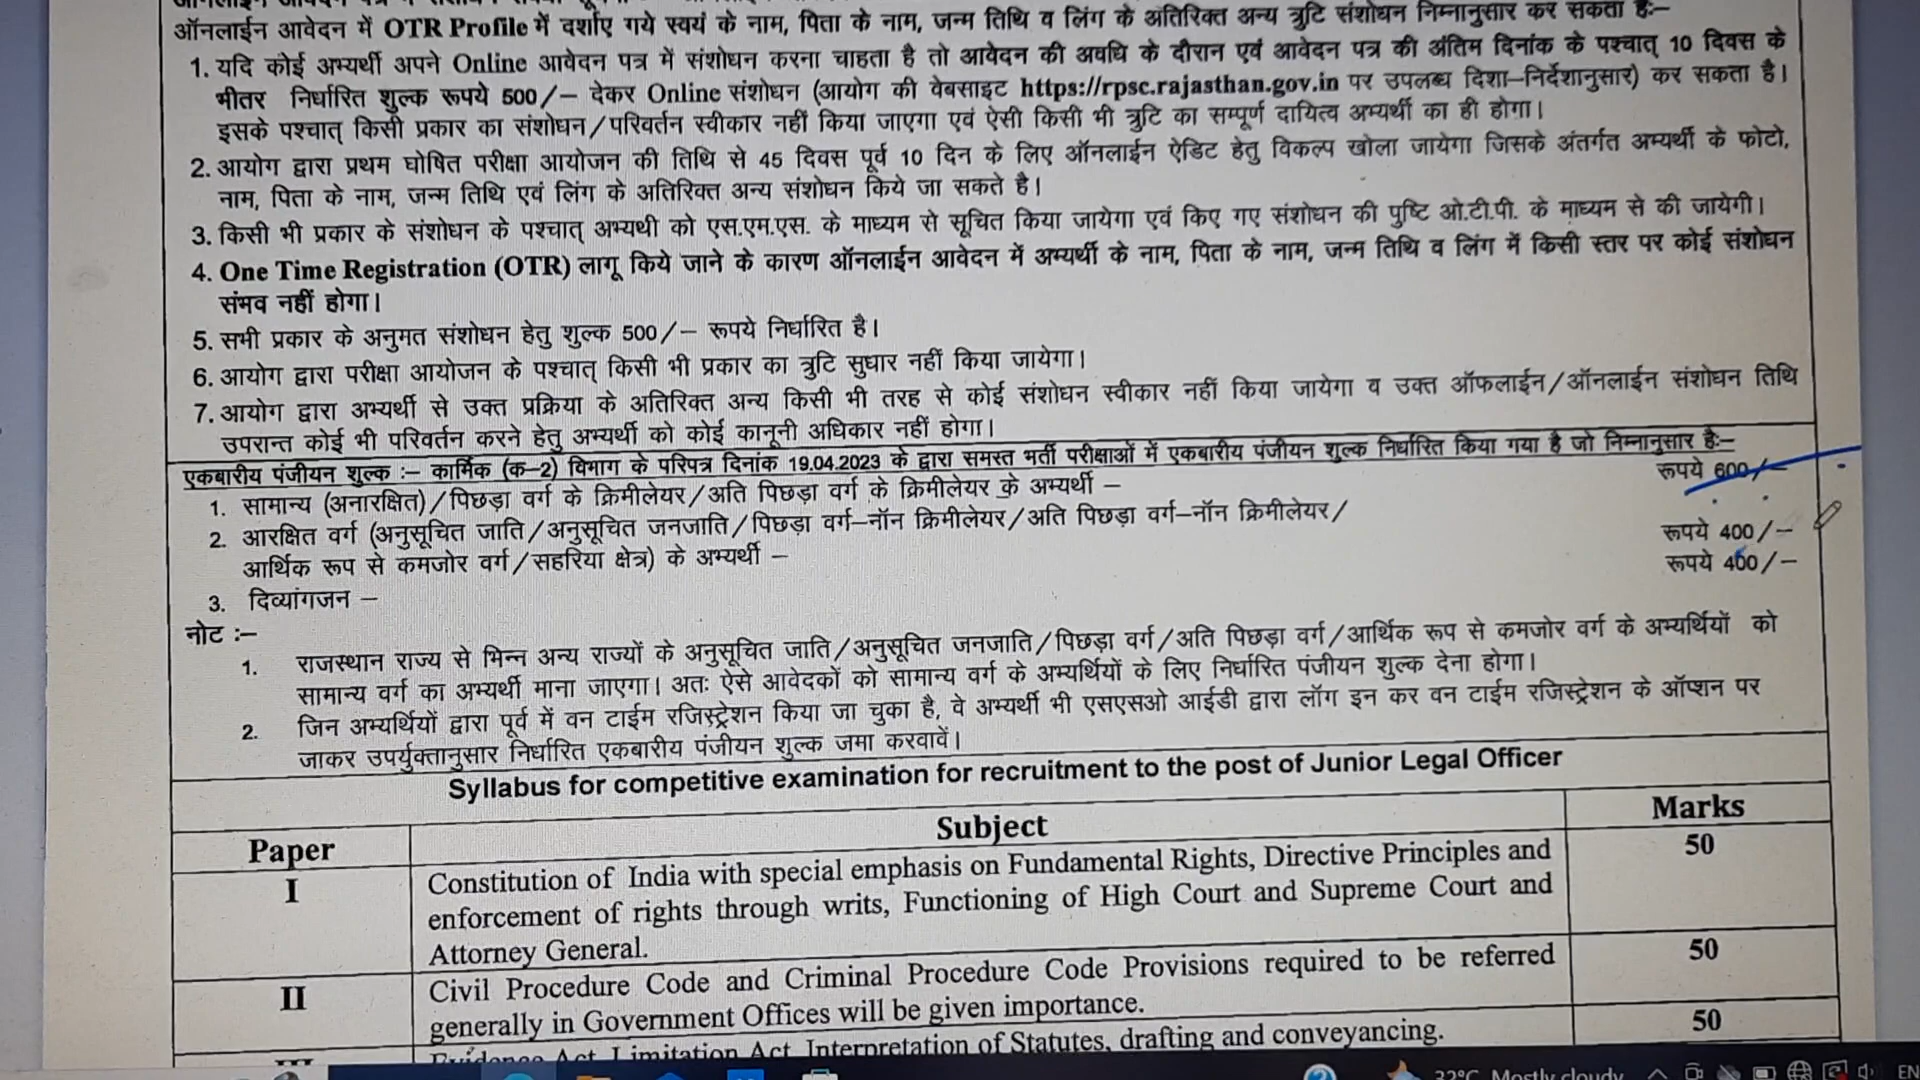 ऑनलाईन आवेदन में OTR Profile में दर्शाए गये स्वयं के नाम, पिता के नाम, जन्म तिथि व लिंग के अतिरिक्त अन्य त्रुटि संशोधन निम्नानुसार कर सकता हैः–
1. यदि कोई अभ्यर्थी अपने Online आवेदन पत्र में संशोधन करना चाहता है तो आवेदन की अवधि के दौरान एवं आवेदन पत्र की अंतिम दिनांक के पश्चात् 10 दिवस के
भीतर निर्धारित शुल्क रूपये 500/– देकर Online संशोधन (आयोग की वेबसाइट https://rpsc.rajasthan.gov.in पर उपलब्ध दिशा–निर्देशानुसार) कर सकता है।
इसके पश्चात् किसी प्रकार का संशोधन/परिवर्तन स्वीकार नहीं किया जाएगा एवं ऐसी किसी भी त्रुटि का सम्पूर्ण दायित्व अभ्यर्थी का ही होगा।
2. आयोग द्वारा प्रथम घोषित परीक्षा आयोजन की तिथि से 45 दिवस पूर्व 10 दिन के लिए ऑनलाईन ऐडिट हेतु विकल्प खोला जायेगा जिसके अंतर्गत अभ्यर्थी के फोटो,
नाम, पिता के नाम, जन्म तिथि एवं लिंग के अतिरिक्त अन्य संशोधन किये जा सकते है।
3. किसी भी प्रकार के संशोधन के पश्चात् अभ्यथी को एस.एम.एस. के माध्यम से सूचित किया जायेगा एवं किए गए संशोधन की पुष्टि ओ.टी.पी. के माध्यम से की जायेगी।
4. One Time Registration (OTR) लागू किये जाने के कारण ऑनलाईन आवेदन में अभ्यर्थी के नाम, पिता के नाम, जन्म तिथि व लिंग में किसी स्तर पर कोई संशोधन
संभव नहीं होगा।
5. सभी प्रकार के अनुमत संशोधन हेतु शुल्क 500/– रूपये निर्धारित है।
6. आयोग द्वारा परीक्षा आयोजन के पश्चात् किसी भी प्रकार का त्रुटि सुधार नहीं किया जायेगा।
7. आयोग द्वारा अभ्यर्थी से उक्त प्रक्रिया के अतिरिक्त अन्य किसी भी तरह से कोई संशोधन स्वीकार नहीं किया जायेगा व उक्त ऑफलाईन/ऑनलाईन संशोधन तिथि
उपरान्त कोई भी परिवर्तन करने हेतु अभ्यर्थी को कोई कानूनी अधिकार नहीं होगा।
एकबारीय पंजीयन शुल्क :– कार्मिक (क–2) विभाग के परिपत्र दिनांक 19.04.2023 के द्वारा समस्त भर्ती परीक्षाओं में एकबारीय पंजीयन शुल्क निर्धारित किया गया है जो निम्नानुसार हैः–
1. सामान्य (अनारक्षित)/पिछड़ा वर्ग के क्रिमीलेयर/अति पिछड़ा वर्ग के क्रिमीलेयर के अभ्यर्थी – रूपये 600/–
2. आरक्षित वर्ग (अनुसूचित जाति/अनुसूचित जनजाति/पिछड़ा वर्ग–नॉन क्रिमीलेयर/अति पिछड़ा वर्ग–नॉन क्रिमीलेयर/
आर्थिक रूप से कमजोर वर्ग/सहरिया क्षेत्र) के अभ्यर्थी – रूपये 400/–
3. दिव्यांगजन – रूपये 400/–
नोट :–
1. राजस्थान राज्य से भिन्न अन्य राज्यों के अनुसूचित जाति/अनुसूचित जनजाति/पिछड़ा वर्ग/अति पिछड़ा वर्ग/आर्थिक रूप से कमजोर वर्ग के अभ्यर्थियों को
सामान्य वर्ग का अभ्यर्थी माना जाएगा। अतः ऐसे आवेदकों को सामान्य वर्ग के अभ्यर्थियों के लिए निर्धारित पंजीयन शुल्क देना होगा।
2. जिन अभ्यर्थियों द्वारा पूर्व में वन टाईम रजिस्ट्रेशन किया जा चुका है, वे अभ्यर्थी भी एसएसओ आईडी द्वारा लॉग इन कर वन टाईम रजिस्ट्रेशन के ऑप्शन पर
जाकर उपर्युक्तानुसार निर्धारित एकबारीय पंजीयन शुल्क जमा करवावें।
Syllabus for competitive examination for recruitment to the post of Junior Legal Officer
Paper Subject Marks
I Constitution of India with special emphasis on Fundamental Rights, Directive Principles and 50
enforcement of rights through writs, Functioning of High Court and Supreme Court and
Attorney General.
II Civil Procedure Code and Criminal Procedure Code Provisions required to be referred 50
generally in Government Offices will be given importance.
III Evidence Act, Limitation Act, Interpretation of Statutes, drafting and conveyancing. 50
32°C Mostly cloudy EN